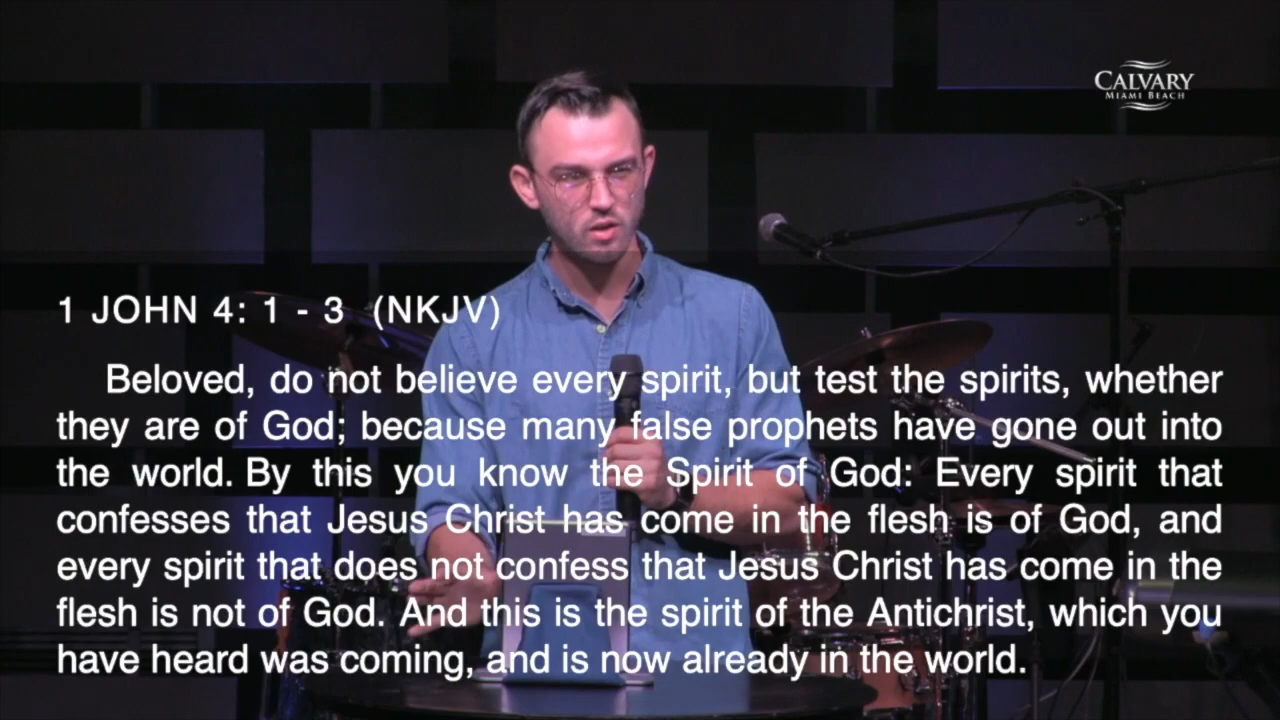 CALVARY
MIAMI BEACH
1 JOHN 4: 1 - 3 (NKJV)
Beloved, do not believe every spirit, but test the spirits, whether
they are of God; because many false prophets have gone out into
the world. By this you know the Spirit of God: Every spirit that
confesses that Jesus Christ has come in the flesh is of God, and
every spirit that does not confess that Jesus Christ has come in the
flesh is not of God. And this is the spirit of the Antichrist, which you
have heard was coming, and is now already in the world.